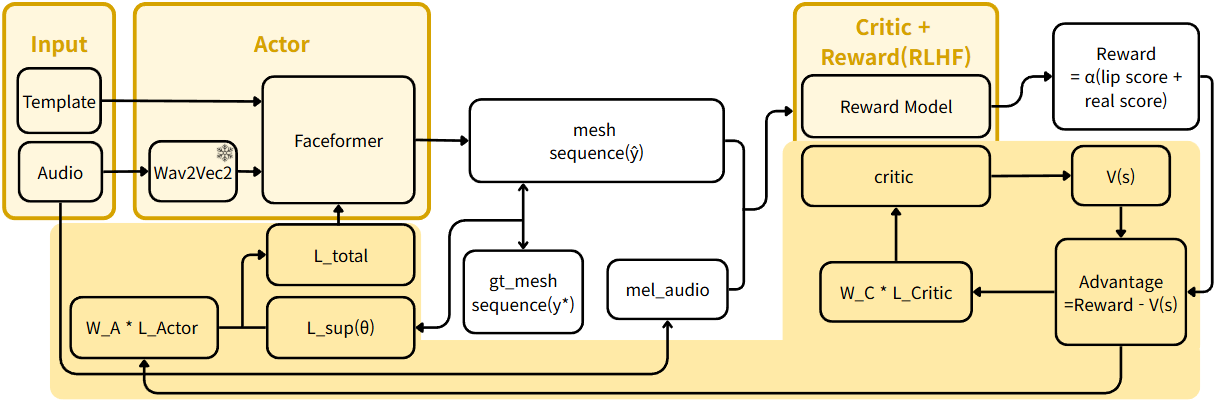 Input
Actor
Critic +
Reward(RLHF)
Template
Audio
Wav2Vec2
Faceformer
mesh
sequence(ŷ)
Reward Model
Reward
= α(lip score +
real score)
critic
V(s)
L_total
gt_mesh
sequence(y*)
mel_audio
W_C * L_Critic
Advantage
=Reward - V(s)
W_A * L_Actor
L_sup(θ)